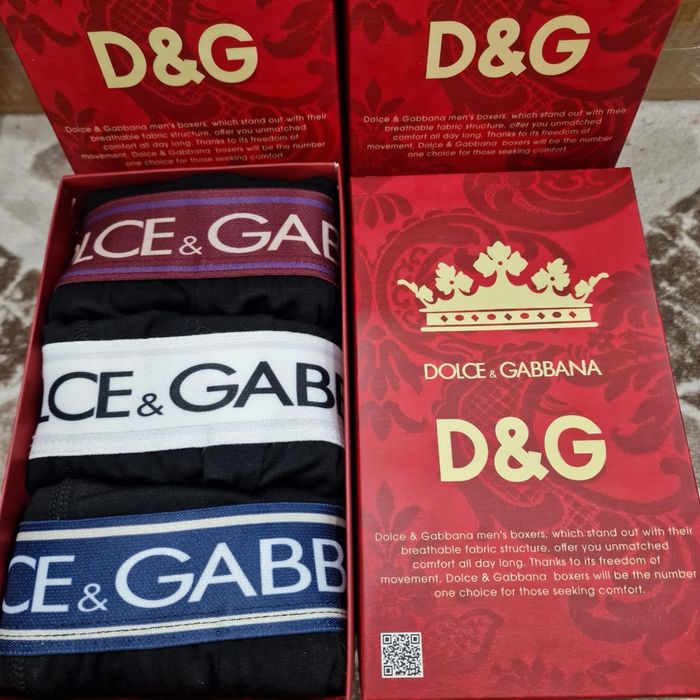 D&G
Dolce & Gabbana men's boxers, which stand out with their
breathable fabric structure, offer you unmatched
comfort all day long. Thanks to its freedom of
movement, Dolce & Gabbana boxers will be the number
one choice for those seeking comfort.
D&G
Dolce & Gabbana men's boxers, which stand out with their
breathable fabric structure, offer you unmatched
comfort all day long. Thanks to its freedom of
movement, Dolce & Gabbana boxers will be the number
one choice for those seeking comfort.
LCE & GAB
LCE & GABB
CE & GABB
DOLCE & GABBANA
D&G
Dolce & Gabbana men's boxers, which stand out with their
breathable fabric structure, offer you unmatched
comfort all day long. Thanks to its freedom of
movement, Dolce & Gabbana boxers will be the number
one choice for those seeking comfort.